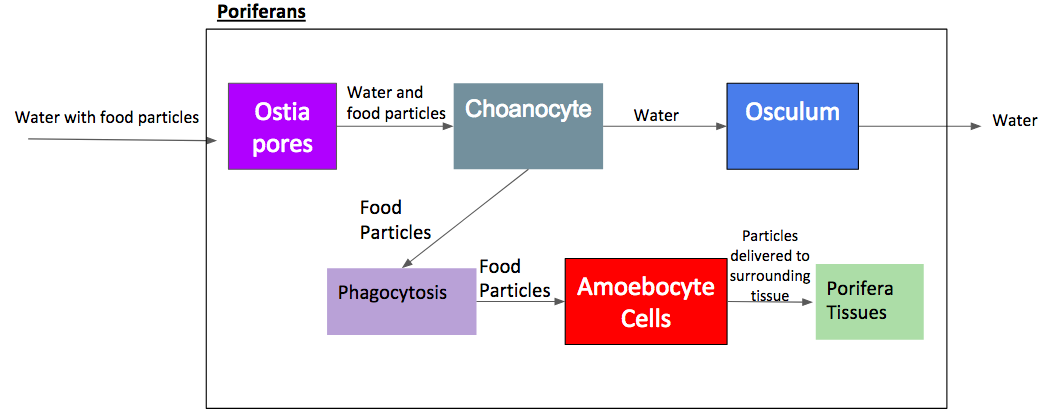 Poriferans
Water with food particles
Ostia
pores
Water and
food particles
Choanocyte
Water
Osculum
Water
Food
Particles
Phagocytosis
Food
Particles
Amoebocyte
Cells
Particles
delivered to
surrounding
tissue
Porifera
Tissues